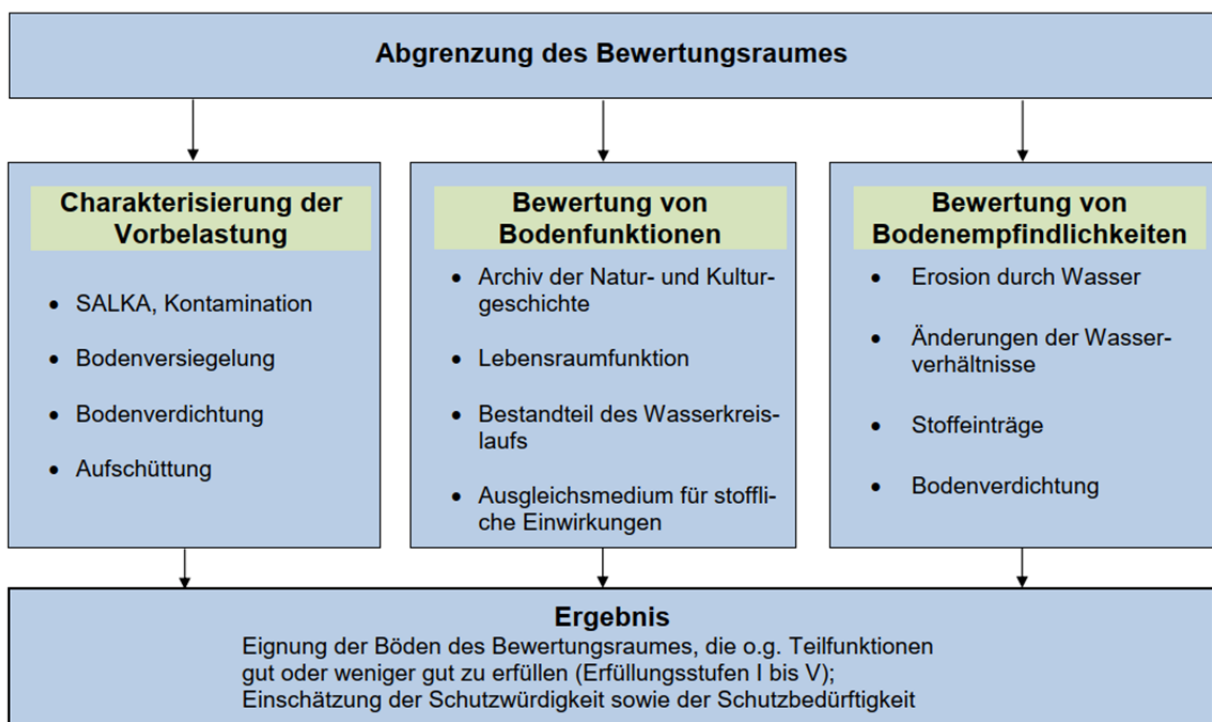 Abgrenzung des Bewertungsraumes
Charakterisierung der
Vorbelastung
• SALKA, Kontamination
• Bodenversiegelung
• Bodenverdichtung
• Aufschüttung
Bewertung von
Bodenfunktionen
• Archiv der Natur- und Kultur-
geschichte
• Lebensraumfunktion
• Bestandteil des Wasserkreis-
laufs
• Ausgleichsmedium für stoffli-
che Einwirkungen
Bewertung von
Bodenempfindlichkeiten
• Erosion durch Wasser
• Änderungen der Wasser-
verhältnisse
• Stoffeinträge
• Bodenverdichtung
Ergebnis
Eignung der Böden des Bewertungsraumes, die o.g. Teilfunktionen
gut oder weniger gut zu erfüllen (Erfüllungsstufen I bis V);
Einschätzung der Schutzwürdigkeit sowie der Schutzbedürftigkeit